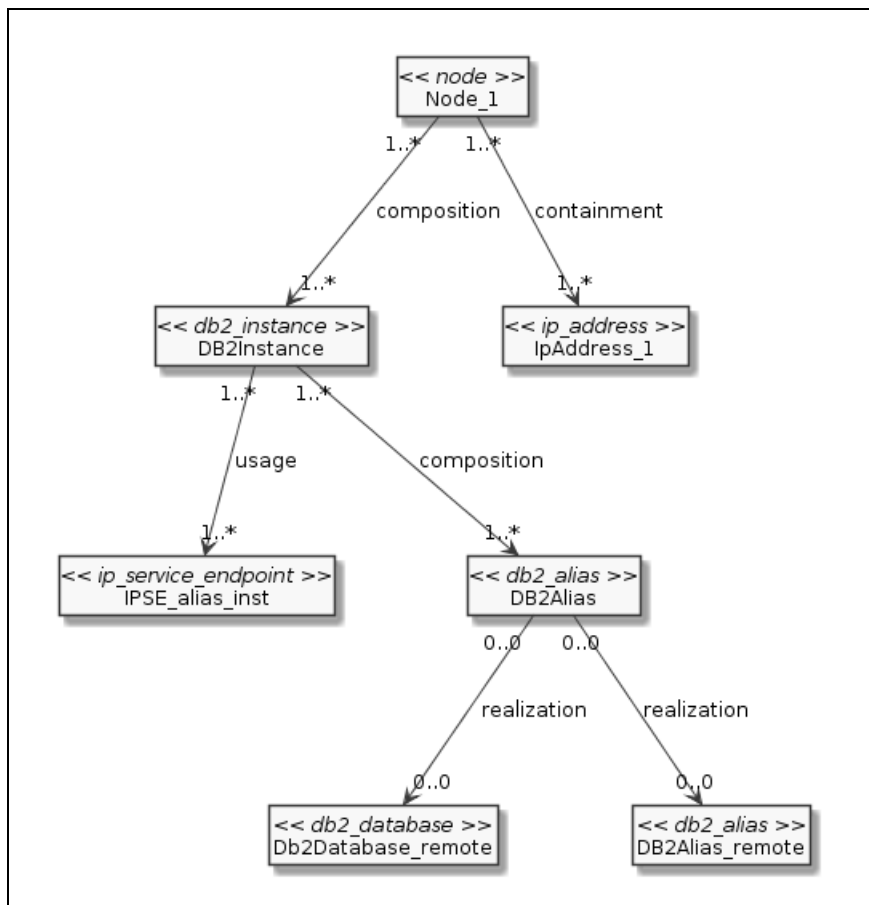 << node >>
Node_1
1..* 1..*
composition containment
1..* 1..*
<< db2_instance >> << ip_address >>
DB2Instance IpAddress_1
1..* 1..*
usage composition
1..* 1..*
<< ip_service_endpoint >> << db2_alias >>
IPSE_alias_inst DB2Alias
0..0 0..0
realization realization
0..0 0..0
<< db2_database >> << db2_alias >>
Db2Database_remote DB2Alias_remote